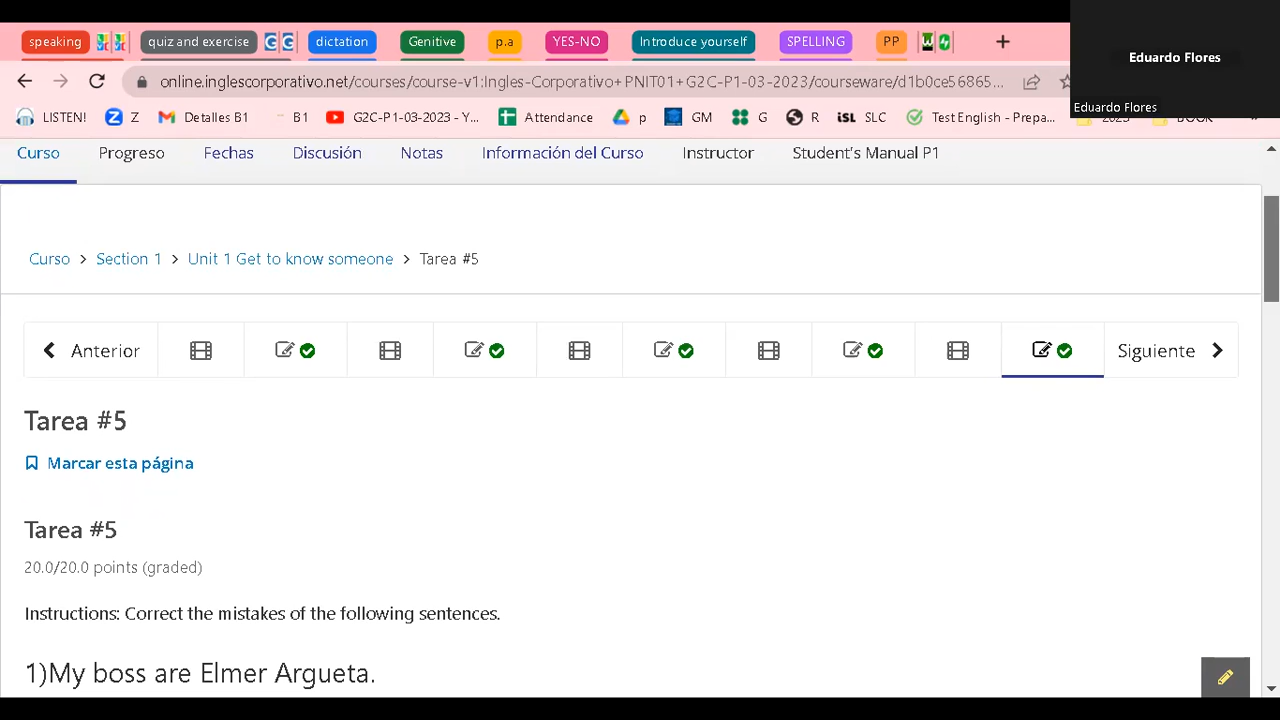 speaking quiz and exercise dictation Genitive p.a YES-NO Introduce yourself SPELLING PP
online.inglescorporativo.net/courses/course-v1:Ingles-Corporativo+PNIT01+G2C-P1-03-2023/courseware/d1b0ce56865...
Eduardo Flores
Eduardo Flores
LISTEN! Z Detalles B1 B1 G2C-P1-03-2023 - Y... Attendance p GM G R SLC Test English - Prepa... 2023 BOOK
Curso Progreso Fechas Discusión Notas Información del Curso Instructor Student's Manual P1
Curso > Section 1 > Unit 1 Get to know someone > Tarea #5
Anterior Siguiente
Tarea #5
Marcar esta página
Tarea #5
20.0/20.0 points (graded)
Instructions: Correct the mistakes of the following sentences.
1)My boss are Elmer Argueta.